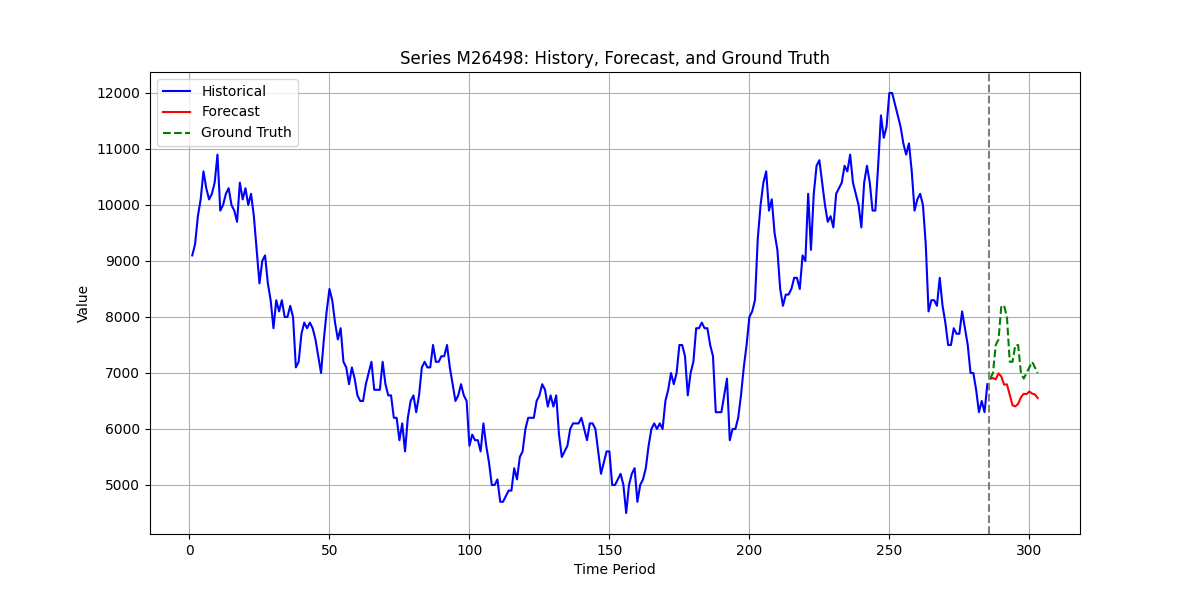 Series M26498: History, Forecast, and Ground Truth
Historical
Forecast
Ground Truth
12000
11000
10000
9000
8000
7000
6000
5000
Value
0 50 100 150 200 250 300
Time Period